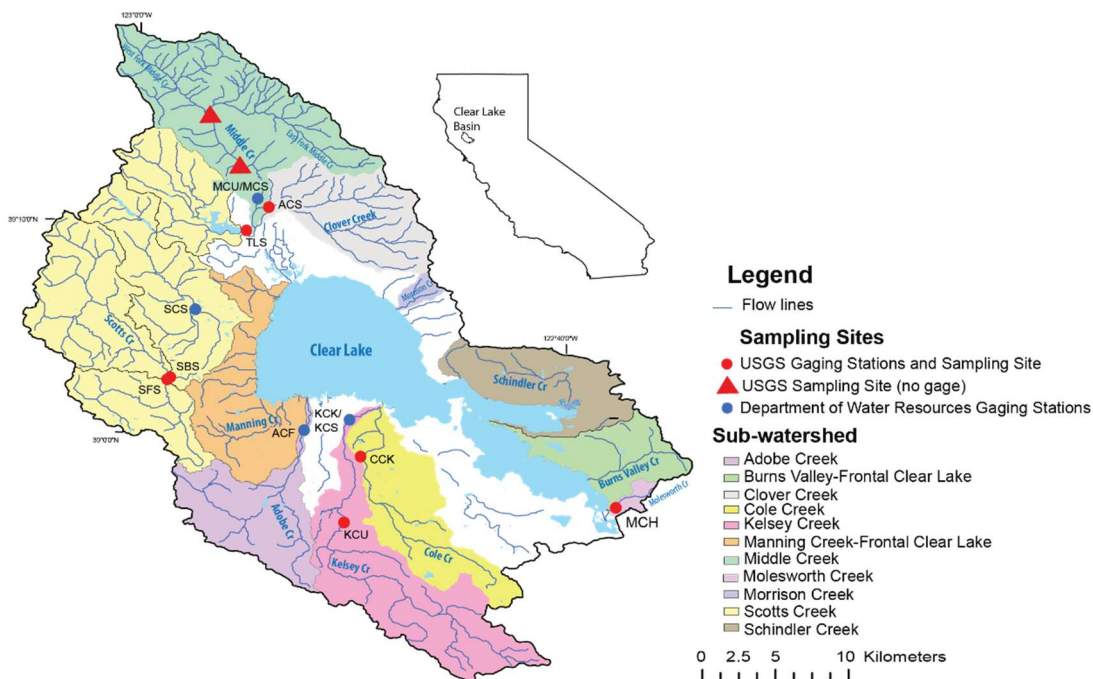 123°0'0"W
West Fork Middle Cr
Middle Cr
East Fork Middle Cr
MCU/MCS
ACS
39°10'0"N
TLS
Clover Creek
Clear Lake
Basin
Morrison Cr
SCS
Scotts Cr
SBS
SFS
Clear Lake
122°40'0"W
Schindler Cr
Manning Cr
KCK/
KCS
ACF
39°0'0"N
CCK
Burns Valley Cr
Molesworth Cr
MCH
Adobe Cr
KCU
Cole Cr
Kelsey Cr
Legend
Flow lines
Sampling Sites
USGS Gaging Stations and Sampling Site
USGS Sampling Site (no gage)
Department of Water Resources Gaging Stations
Sub-watershed
Adobe Creek
Burns Valley-Frontal Clear Lake
Clover Creek
Cole Creek
Kelsey Creek
Manning Creek-Frontal Clear Lake
Middle Creek
Molesworth Creek
Morrison Creek
Scotts Creek
Schindler Creek
0 2.5 5 10 Kilometers